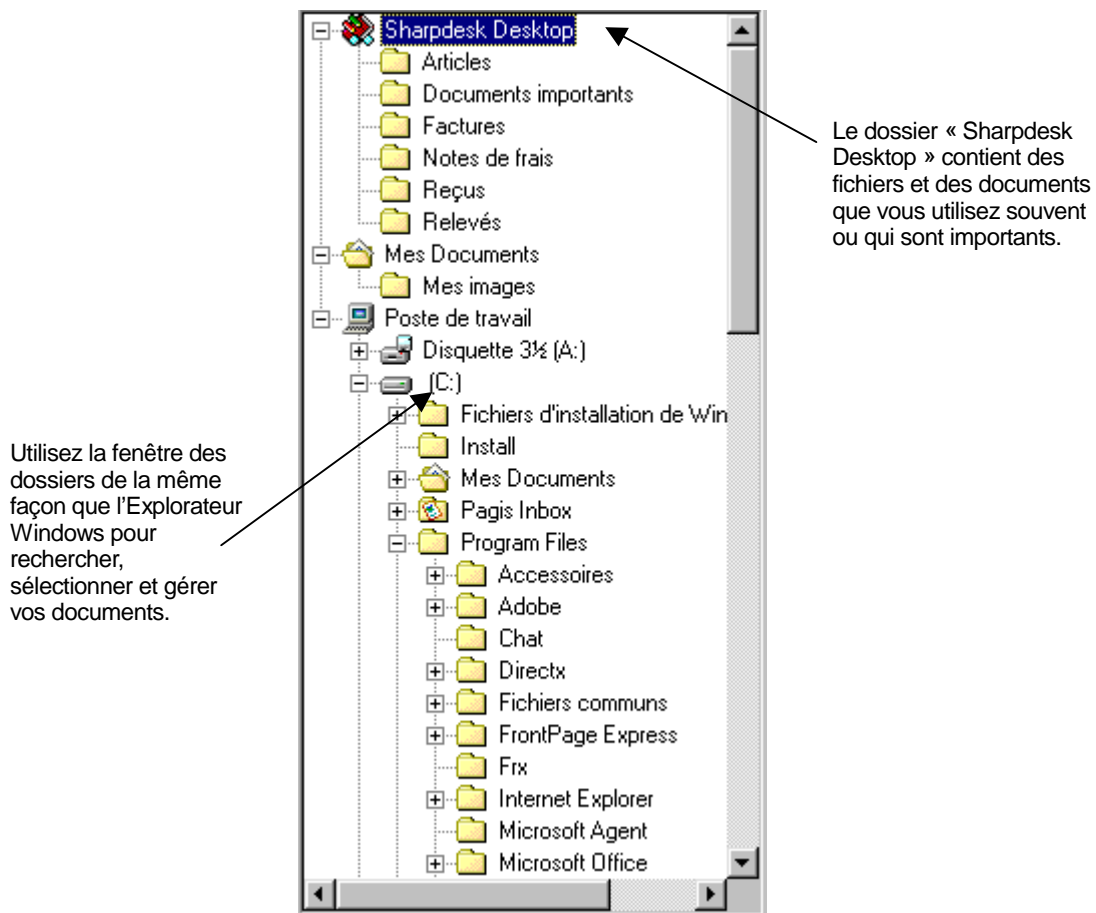 Sharpdesk Desktop
Articles
Documents importants
Factures
Notes de frais
Reçus
Relevés
Mes Documents
Mes images
Poste de travail
Disquette 3½ (A:)
(C:)
Fichiers d'installation de Win
Install
Mes Documents
Pagis Inbox
Program Files
Accessoires
Adobe
Chat
Directx
Fichiers communs
FrontPage Express
Frx
Internet Explorer
Microsoft Agent
Microsoft Office
Le dossier « Sharpdesk
Desktop » contient des
fichiers et des documents
que vous utilisez souvent
ou qui sont importants.
Utilisez la fenêtre des
dossiers de la même
façon que l’Explorateur
Windows pour
rechercher,
sélectionner et gérer
vos documents.